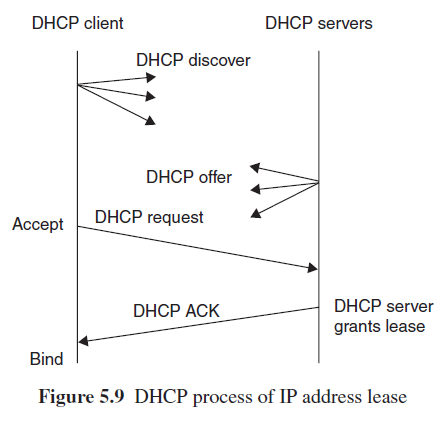 DHCP client
DHCP servers
DHCP discover
DHCP offer
Accept
DHCP request
DHCP ACK
DHCP server
grants lease
Bind
Figure 5.9 DHCP process of IP address lease